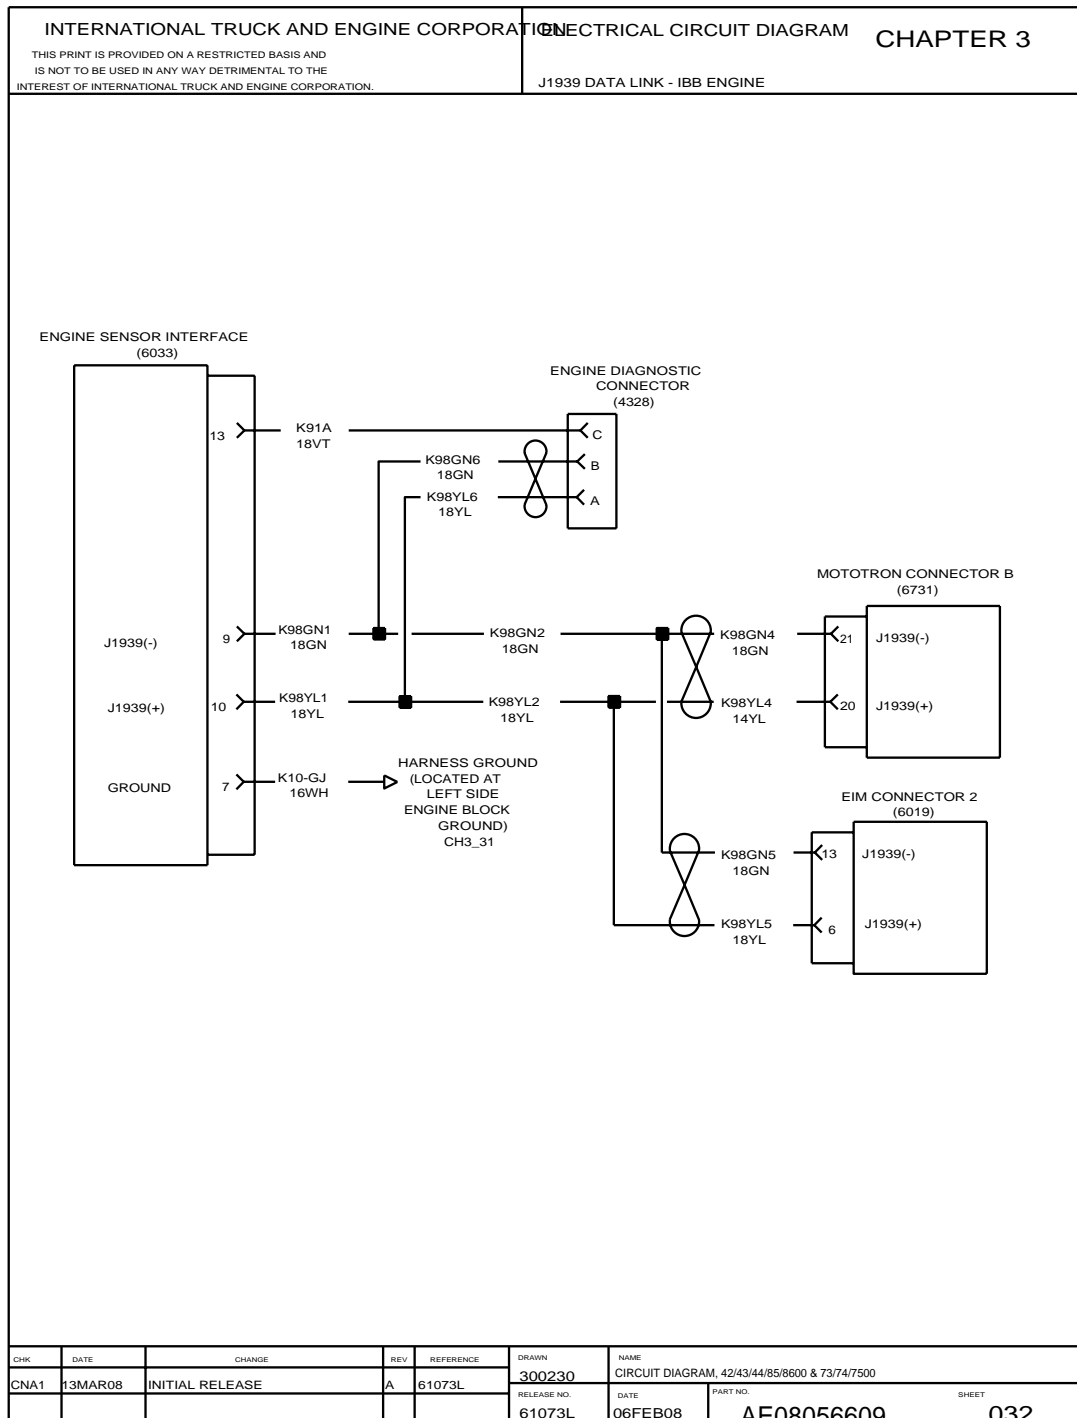 INTERNATIONAL TRUCK AND ENGINE CORPORATION
THIS PRINT IS PROVIDED ON A RESTRICTED BASIS AND
IS NOT TO BE USED IN ANY WAY DETRIMENTAL TO THE
INTEREST OF INTERNATIONAL TRUCK AND ENGINE CORPORATION.
ELECTRICAL CIRCUIT DIAGRAM
CHAPTER 3
J1939 DATA LINK - IBB ENGINE
ENGINE SENSOR INTERFACE
(6033)
ENGINE DIAGNOSTIC
CONNECTOR
(4328)
13
K91A
18VT
C
K98GN6
18GN
B
K98YL6
18YL
A
MOTOTRON CONNECTOR B
(6731)
J1939(-)
9
K98GN1
18GN
K98GN2
18GN
K98GN4
18GN
21
J1939(-)
J1939(+)
10
K98YL1
18YL
K98YL2
18YL
K98YL4
14YL
20
J1939(+)
GROUND
7
K10-GJ
16WH
HARNESS GROUND
(LOCATED AT
LEFT SIDE
ENGINE BLOCK
GROUND)
CH3_31
EIM CONNECTOR 2
(6019)
K98GN5
18GN
13
J1939(-)
K98YL5
18YL
6
J1939(+)
CHK DATE CHANGE REV REFERENCE
CNA1 13MAR08 INITIAL RELEASE A 61073L
DRAWN
300230
NAME
CIRCUIT DIAGRAM, 42/43/44/85/8600 & 73/74/7500
RELEASE NO.
61073L
DATE
06FEB08
PART NO.
AE08056609
SHEET
032